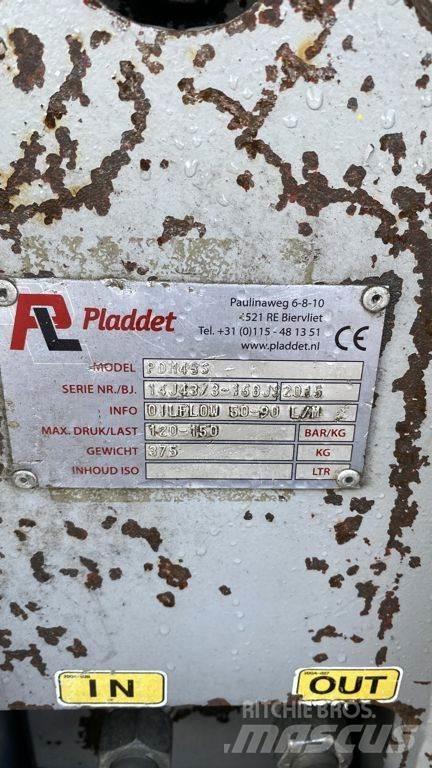 Pladdet
Paulinaweg 6-8-10
4521 RE Biervliet
Tel. +31 (0)115 - 48 13 51
www.pladdet.nl
CE
MODEL PDM45S
SERIE NR./BJ. 2015
INFO OILFLOW 50-90 L/M
MAX. DRUK/LAST 120-150 BAR/KG
GEWICHT 375 KG
INHOUD ISO LTR
IN
OUT
RITCHIE BROS.
Mascus